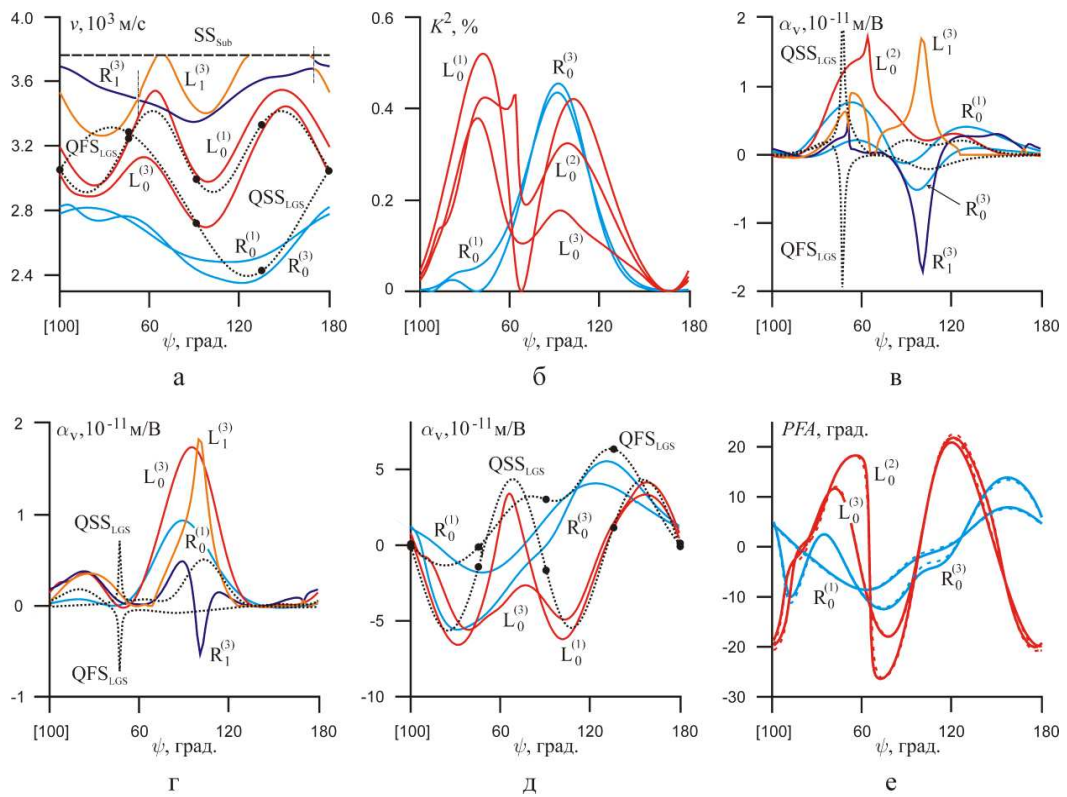 v, 10³ м/с
4.0
3.6
3.2
2.8
2.4
SS_Sub
R₁⁽³⁾
L₁⁽³⁾
QFS_LGS
L₀⁽¹⁾
L₀⁽³⁾
QSS_LGS
R₀⁽¹⁾
R₀⁽³⁾
[100] 60 120 180
ψ, град.
а
K², %
0.6
0.4
0.2
0
L₀⁽¹⁾
R₀⁽³⁾
L₀⁽²⁾
R₀⁽¹⁾
L₀⁽³⁾
[100] 60 120 180
ψ, град.
б
α_v, 10⁻¹¹ м/В
2
1
0
-1
-2
QSS_LGS
L₀⁽²⁾
L₁⁽³⁾
R₀⁽¹⁾
R₀⁽³⁾
QFS_LGS
R₁⁽³⁾
[100] 60 120 180
ψ, град.
в
α_v, 10⁻¹¹ м/В
2
1
0
-1
L₁⁽³⁾
L₀⁽³⁾
QSS_LGS
R₀⁽¹⁾
R₁⁽³⁾
QFS_LGS
[100] 60 120 180
ψ, град.
г
α_v, 10⁻¹¹ м/В
5
0
-5
-10
QFS_LGS
QSS_LGS
R₀⁽¹⁾
R₀⁽³⁾
L₀⁽³⁾
L₀⁽¹⁾
[100] 60 120 180
ψ, град.
д
PFA, град.
20
10
0
-10
-20
-30
L₀⁽²⁾
L₀⁽³⁾
R₀⁽¹⁾
R₀⁽³⁾
[100] 60 120 180
ψ, град.
е